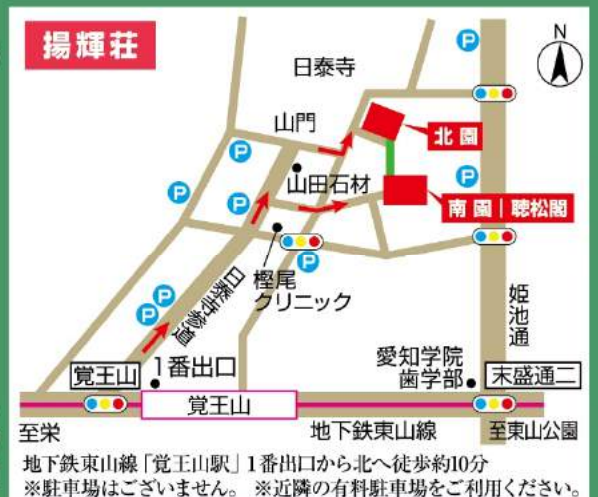 揚輝荘
N
P
日泰寺
山門
北園
P
P
山田石材
P
P
南園|聴松閣
P
樫尾
クリニック
P
日泰寺参道
P
P
姫池通
1番出口
愛知学院
歯学部
覚王山
末盛通二
覚王山
至栄
地下鉄東山線
至東山公園
地下鉄東山線「覚王山駅」1番出口から北へ徒歩約10分
※駐車場はございません。 ※近隣の有料駐車場をご利用ください。